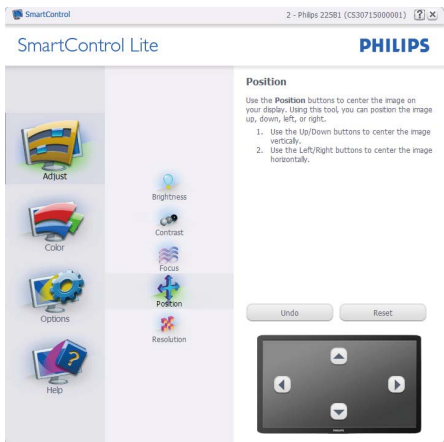 SmartControl
2 - Philips 225B1 (CS30715000001)
?
SmartControl Lite
PHILIPS
Adjust
Color
Options
Help
Brightness
Contrast
Focus
Position
Resolution
Position
Use the Position buttons to center the image on
your display. Using this tool, you can position the image
up, down, left, or right.
1. Use the Up/Down buttons to center the image
vertically.
2. Use the Left/Right buttons to center the image
horizontally.
Undo
Reset
PHILIPS